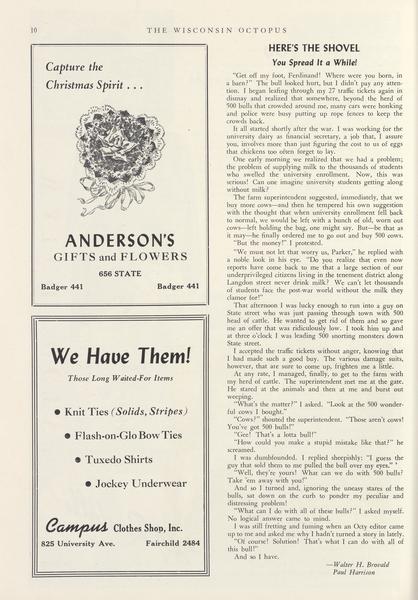 10
THE WISCONSIN OCTOPUS
Capture the
Christmas Spirit . . .
ANDERSON'S
GIFTS and FLOWERS
656 STATE
Badger 441 Badger 441
We Have Them!
Those Long Waited-For Items
● Knit Ties (Solids, Stripes)
● Flash-on-Glo Bow Ties
● Tuxedo Shirts
● Jockey Underwear
Campus Clothes Shop, Inc.
825 University Ave. Fairchild 2484
HERE'S THE SHOVEL
You Spread It a While!
"Get off my foot, Ferdinand! Where were you born, in
a barn?" The bull looked hurt, but I didn't pay any atten-
tion. I began leafing through my 27 traffic tickets again in
dismay and realized that somewhere, beyond the herd of
500 bulls that crowded around me, many cars were honking
and police were busy putting up rope fences to keep the
crowds back.
It all started shortly after the war. I was working for the
university dairy as financial secretary, a job that, I assure
you, involves more than just figuring the cost to us of eggs
that chickens too often forget to lay.
One early morning we realized that we had a problem;
the problem of supplying milk to the thousands of students
who swelled the university enrollment. Now, this was
serious! Can one imagine university students getting along
without milk?
The farm superintendent suggested, immediately, that we
buy more cows—and then he tempered his own suggestion
with the thought that when university enrollment fell back
to normal, we would be left with a bunch of old, worn out
cows—left holding the bag, one might say. But—be that as
it may—he finally ordered me to go out and buy 500 cows.
"But the money!" I protested.
"We must not let that worry us, Parker," he replied with
a noble look in his eye. "Do you realize that even now
reports have come back to me that a large section of our
underprivileged citizens living in the tenement district along
Langdon street never drink milk? We can't let thousands
of students face the post-war world without the milk they
clamor for!"
That afternoon I was lucky enough to run into a guy on
State street who was just passing through town with 500
head of cattle. He wanted to get rid of them and so gave
me an offer that was ridiculously low. I took him up and
at three o'clock I was leading 500 snorting monsters down
State street.
I accepted the traffic tickets without anger, knowing that
I had made such a good buy. The various damage suits,
however, that are sure to come up, frighten me a little.
At any rate, I managed, finally, to get to the farm with
my herd of cattle. The superintendent met me at the gate.
He stared at the animals and then at me and burst out
weeping.
"What's the matter?" I asked. "Look at the 500 wonder-
ful cows I bought."
"Cows?" shouted the superintendent. "Those aren't cows!
You've got 500 bulls!"
"Gee! That's a lotta bull!"
"How could you make a stupid mistake like that?" he
screamed.
I was dumbfounded. I replied sheepishly: "I guess the
guy that sold them to me pulled the bull over my eyes."
"Well, they're yours! What can we do with 500 bulls?
Take 'em away with you!"
And so I turned and, ignoring the uneasy stares of the
bulls, sat down on the curb to ponder my peculiar and
distressing problem!
"What can I do with all of these bulls?" I asked myself.
No logical answer came to mind.
I was still fretting and fuming when an Octy editor came
up to me and asked me why I hadn't turned a story in lately.
"Of course! Solution! That's what I can do with all of
this bull!"
And so I have.
—Walter H. Brovald
Paul Harrison